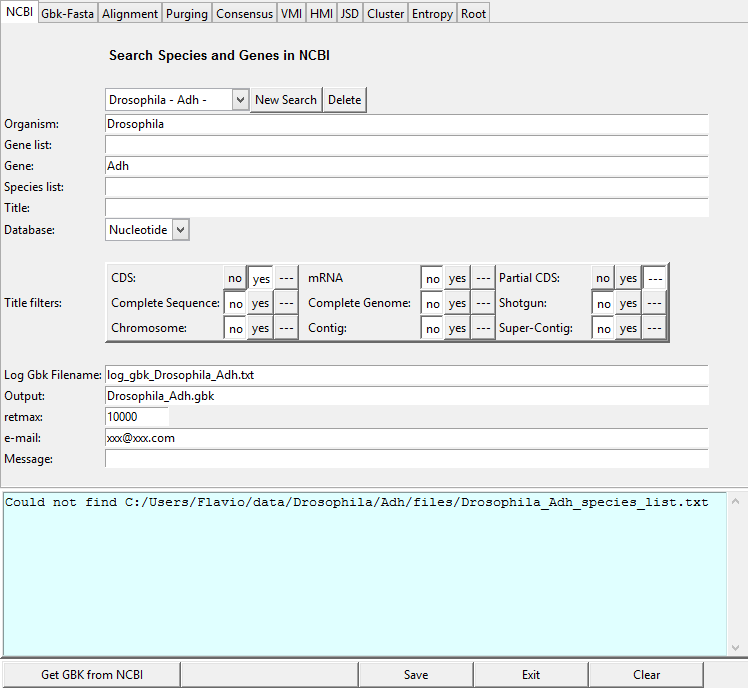 NCBI Gbk-Fasta Alignment Purging Consensus VMI HMI JSD Cluster Entropy Root
Search Species and Genes in NCBI
Drosophila - Adh - New Search Delete
Organism: Drosophila
Gene list:
Gene: Adh
Species list:
Title:
Database: Nucleotide
CDS: no yes --- mRNA no yes --- Partial CDS: no yes ---
Title filters: Complete Sequence: no yes --- Complete Genome: no yes --- Shotgun: no yes ---
Chromosome: no yes --- Contig: no yes --- Super-Contig: no yes ---
Log Gbk Filename: log_gbk_Drosophila_Adh.txt
Output: Drosophila_Adh.gbk
retmax: 10000
e-mail: xxx@xxx.com
Message:
Could not find C:/Users/Flavio/data/Drosophila/Adh/files/Drosophila_Adh_species_list.txt
Get GBK from NCBI Save Exit Clear